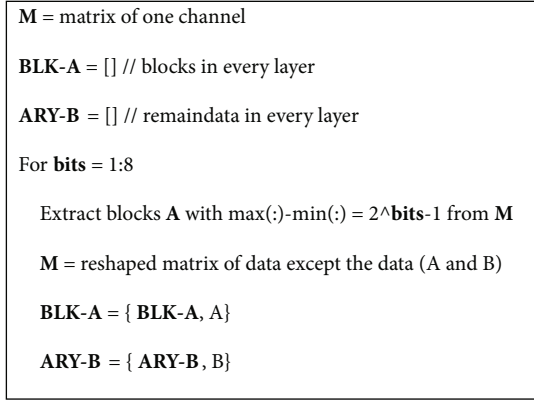 M = matrix of one channel
BLK-A = [] // blocks in every layer
ARY-B = [] // remaindata in every layer
For bits = 1:8
Extract blocks A with max(:)-min(:) = 2^bits-1 from M
M = reshaped matrix of data except the data (A and B)
BLK-A = { BLK-A, A}
ARY-B = { ARY-B, B}